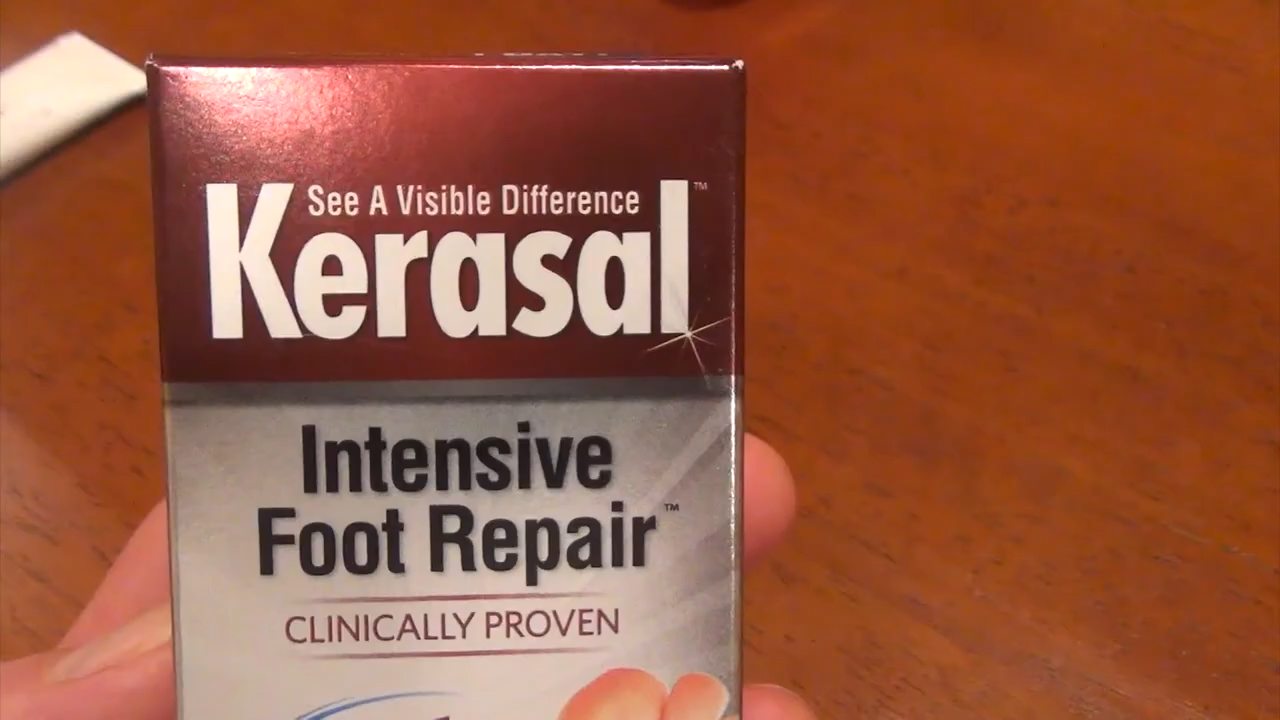 See A Visible Difference
Kerasal™
Intensive
Foot Repair™
CLINICALLY PROVEN